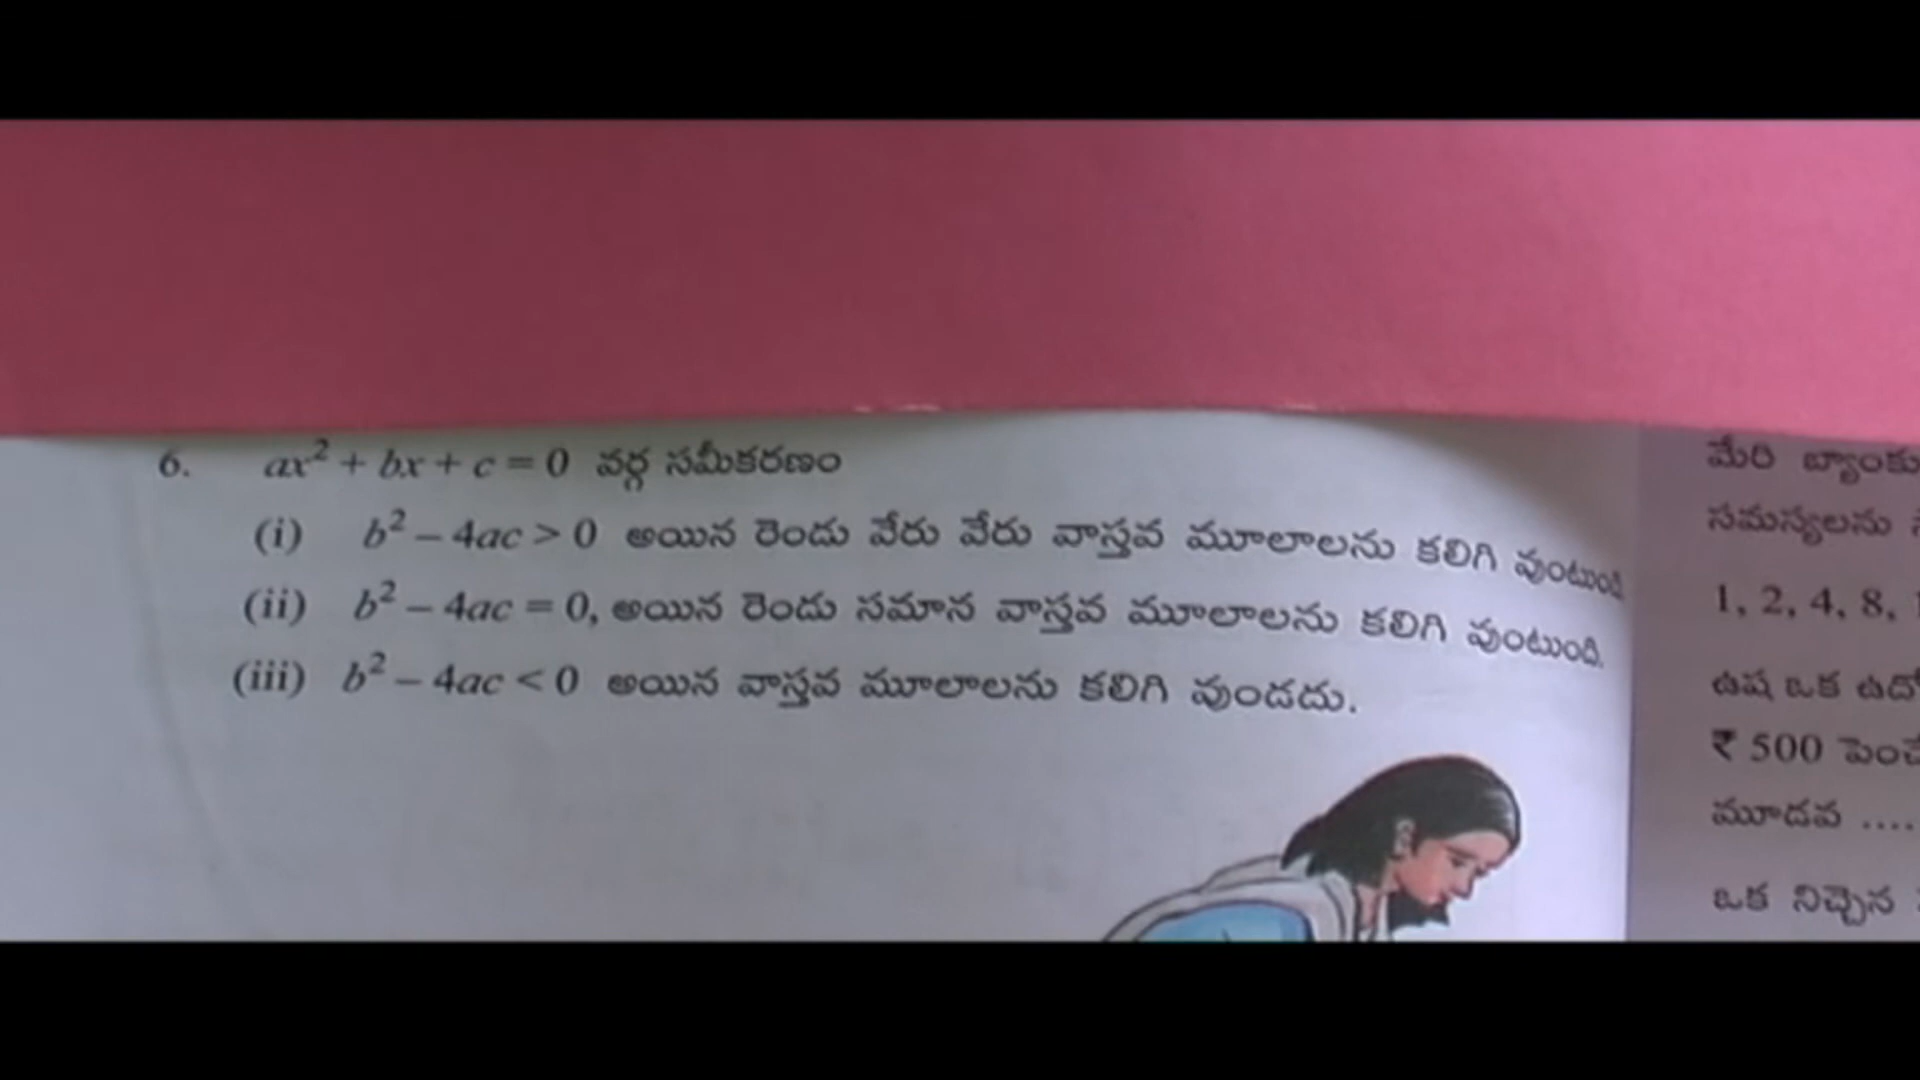 6. ax² + bx + c = 0 వర్గ సమీకరణం
(i) b² – 4ac > 0 అయిన రెండు వేరు వేరు వాస్తవ మూలాలను కలిగి వుంటుంది.
(ii) b² – 4ac = 0, అయిన రెండు సమాన వాస్తవ మూలాలను కలిగి వుంటుంది.
(iii) b² – 4ac < 0 అయిన వాస్తవ మూలాలను కలిగి వుండదు.
మేరి బ్యాంకు
సమస్యలను
1, 2, 4, 8,
ఉష ఒక
₹ 500
మూడవ ....
ఒక నిచ్చెన